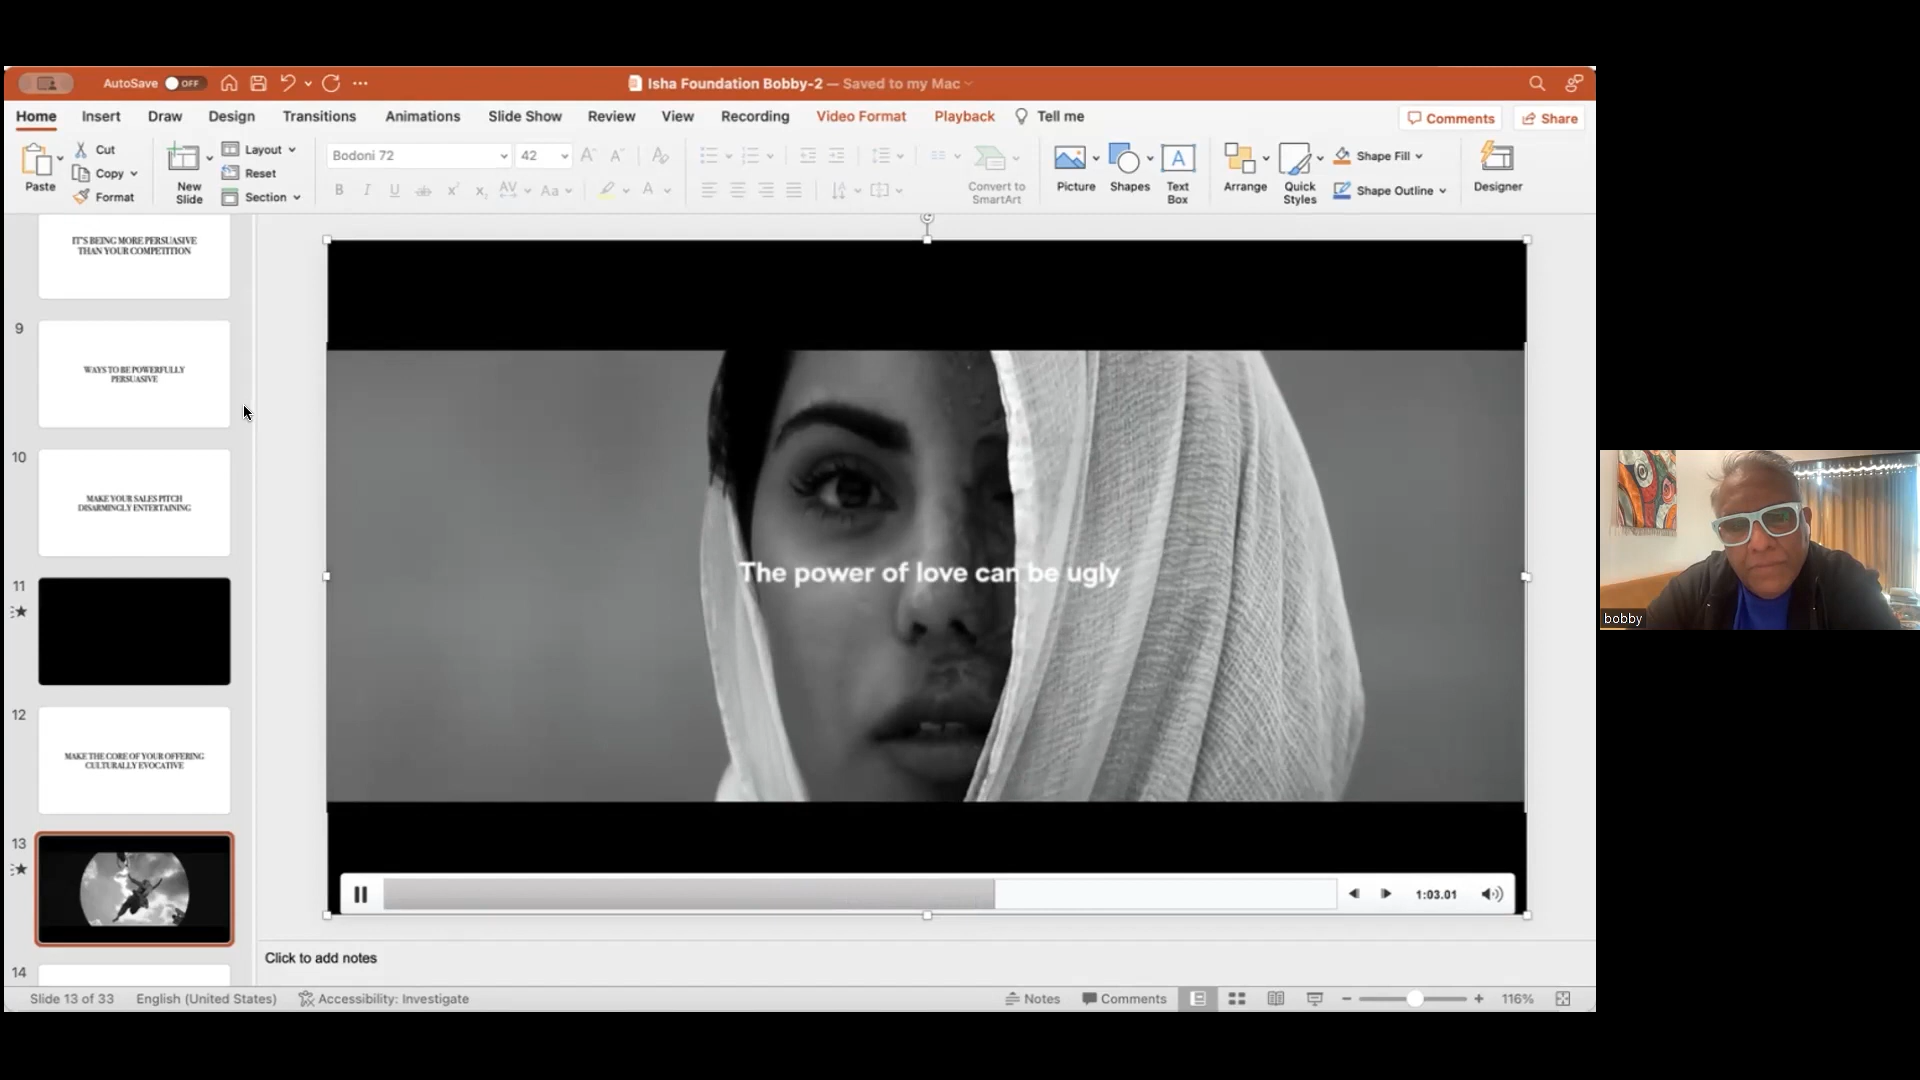 AutoSave OFF
Isha Foundation Bobby-2 — Saved to my Mac
Home Insert Draw Design Transitions Animations Slide Show Review Recording View Video Format Playback Tell me
Comments Share
Paste
Cut
Copy
Format
New Slide
Layout
Reset
Section
Bodoni 72 42
Convert to SmartArt
Picture
Shapes
Text Box
Arrange
Quick Styles
Shape Fill
Shape Outline
Designer
IT'S BEING MORE PERSUASIVE
THAN YOUR COMPETITION
9
WAYS TO BE POWERFULLY
PERSUASIVE
10
MAKE YOUR SALES PITCH
DISARMINGLY ENTERTAINING
11
12
MAKE THE CORE OF YOUR OFFERING
CULTURALLY EVOCATIVE
13
14
The power of love can be ugly
1:03.01
bobby
Click to add notes
Slide 13 of 33 English (United States) Accessibility: Investigate Notes Comments 116%